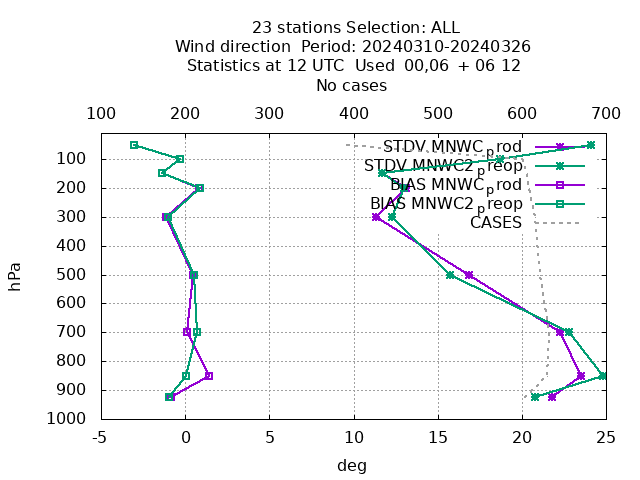 23 stations Selection: ALL
Wind direction  Period: 20240310-20240326
Statistics at 12 UTC  Used  00,06  + 06 12
No cases
100 200 300 400 500 600 700
STDV MNWC_prod
STDV MNWC2_preop
BIAS MNWC_prod
BIAS MNWC2_preop
CASES
hPa
100
200
300
400
500
600
700
800
900
1000
-5 0 5 10 15 20 25
deg